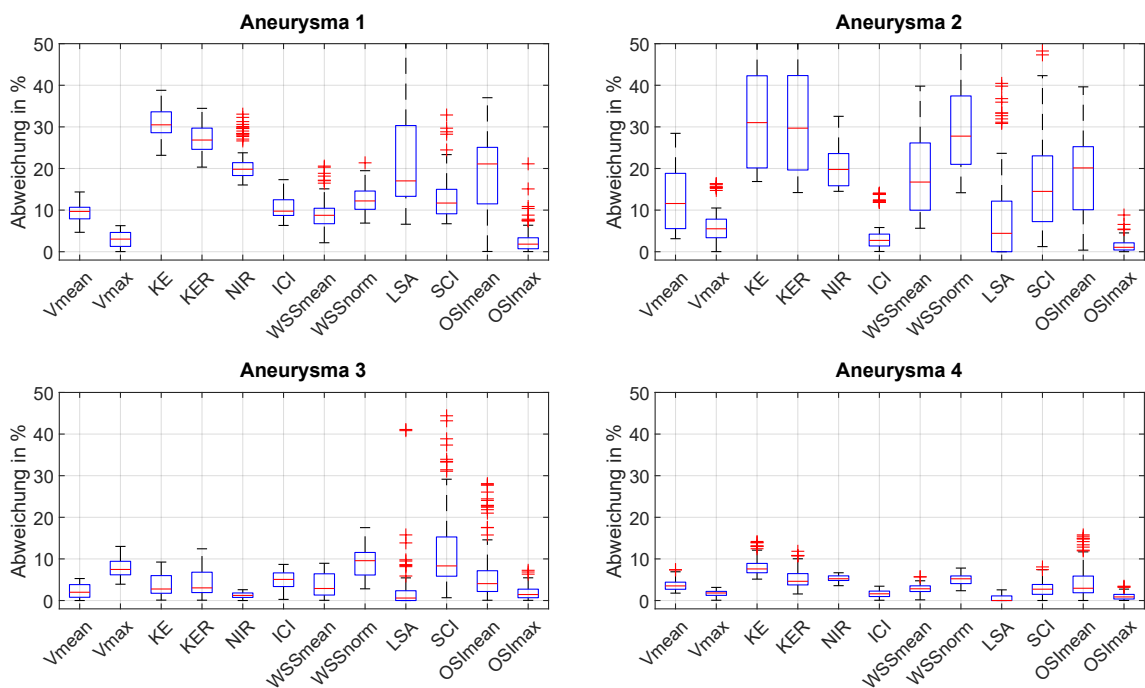 Aneurysma 1
Abweichung in %
50
40
30
20
10
0
Vmean
Vmax
KE
KER
NIR
ICI
WSSmean
WSSnorm
LSA
SCI
OSImean
OSImax
Aneurysma 2
Abweichung in %
50
40
30
20
10
0
Vmean
Vmax
KE
KER
NIR
ICI
WSSmean
WSSnorm
LSA
SCI
OSImean
OSImax
Aneurysma 3
Abweichung in %
50
40
30
20
10
0
Vmean
Vmax
KE
KER
NIR
ICI
WSSmean
WSSnorm
LSA
SCI
OSImean
OSImax
Aneurysma 4
Abweichung in %
50
40
30
20
10
0
Vmean
Vmax
KE
KER
NIR
ICI
WSSmean
WSSnorm
LSA
SCI
OSImean
OSImax